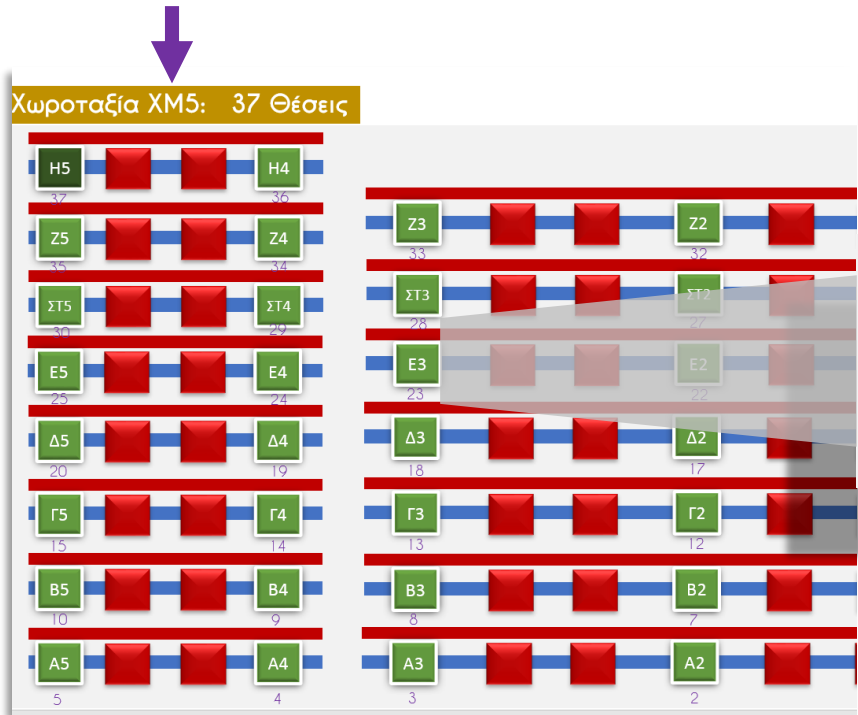 Χωροταξία ΧΜ5: 37 Θέσεις
Η5 Η4
37 36
Ζ5 Ζ4 Ζ3 Ζ2
35 34 33 32
ΣΤ5 ΣΤ4 ΣΤ3 ΣΤ2
30 29 28 27
Ε5 Ε4 Ε3 Ε2
25 24 23 22
Δ5 Δ4 Δ3 Δ2
20 19 18 17
Γ5 Γ4 Γ3 Γ2
15 14 13 12
Β5 Β4 Β3 Β2
10 9 8 7
Α5 Α4 Α3 Α2
5 4 3 2